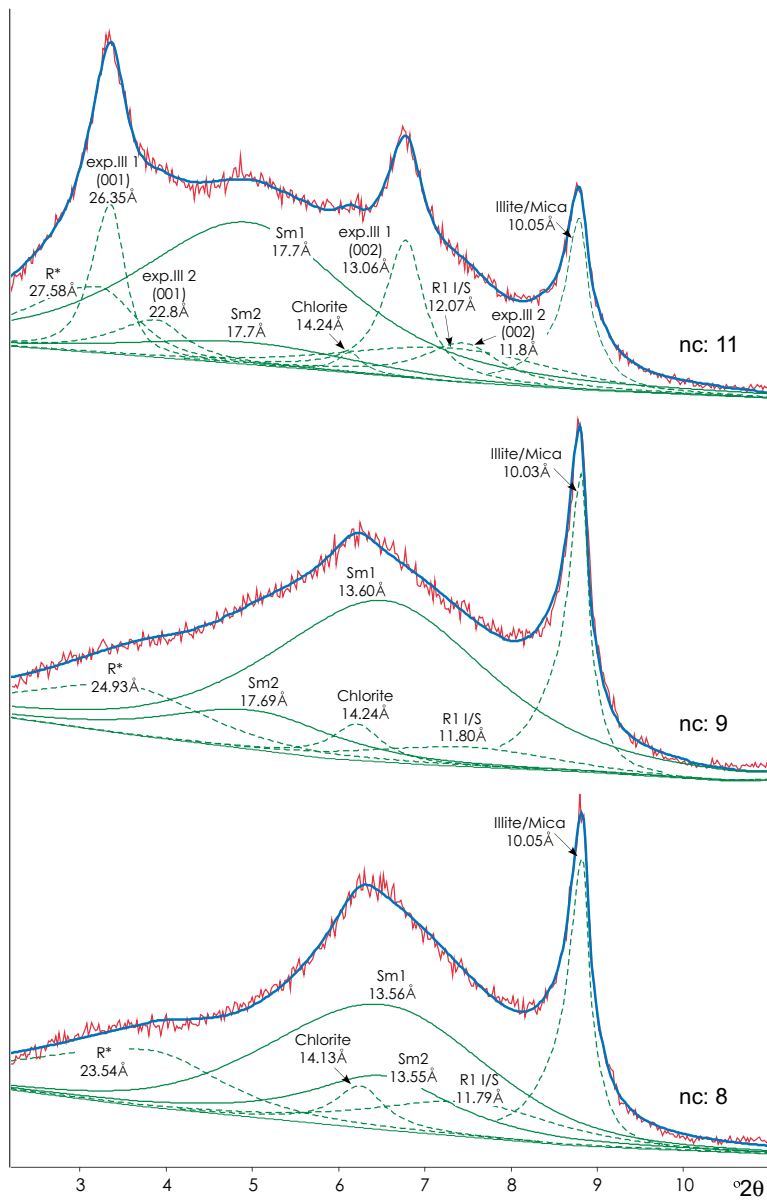 exp.III 1
(001)
26.35Å
Sm1
17.7Å
exp.III 1
(002)
13.06Å
Illite/Mica
10.05Å
R*
27.58Å
exp.III 2
(001)
22.8Å
Sm2
17.7Å
Chlorite
14.24Å
R1 I/S
12.07Å
exp.III 2
(002)
11.8Å
nc: 11
Illite/Mica
10.03Å
Sm1
13.60Å
R*
24.93Å
Sm2
17.69Å
Chlorite
14.24Å
R1 I/S
11.80Å
nc: 9
Illite/Mica
10.05Å
Sm1
13.56Å
R*
23.54Å
Chlorite
14.13Å
Sm2
13.55Å
R1 I/S
11.79Å
nc: 8
3 4 5 6 7 8 9 10 °2θ